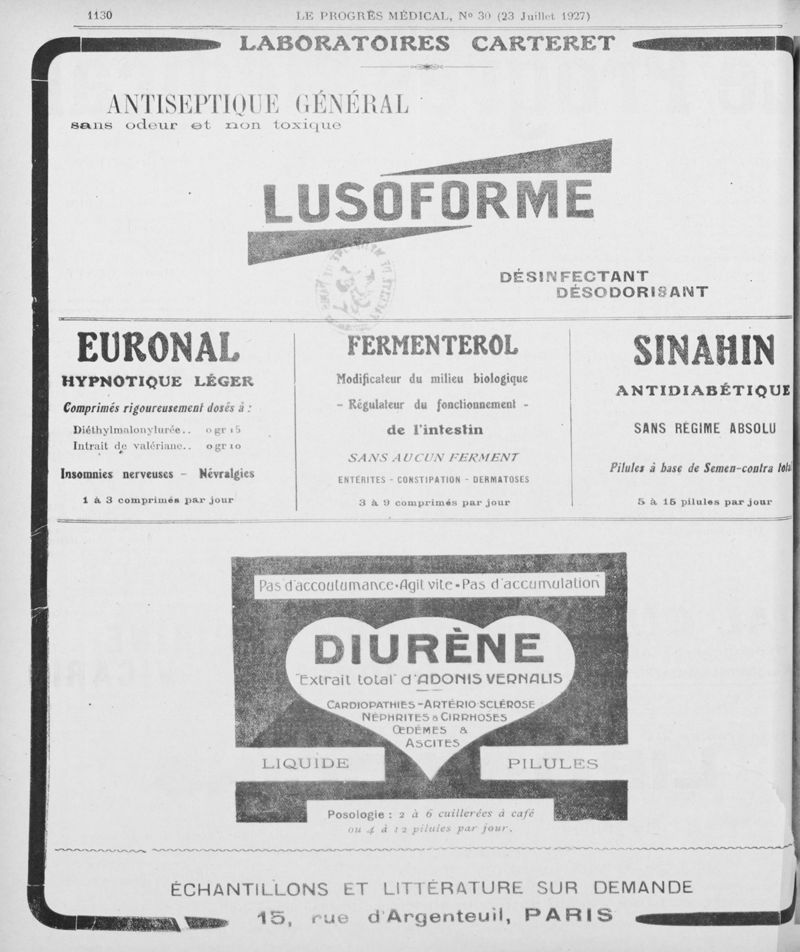 1130
LE PROGRÈS MÉDICAL, No 30 (23 Juillet 1927)
LABORATOIRES CARTERET
ANTISEPTIQUE GÉNÉRAL
sans odeur et non toxique
LUSOFORME
DÉSINFECTANT
DÉSODORISANT
EURONAL
HYPNOTIQUE LÉGER
Comprimés rigoureusement dosés à :
Diéthylmalonylurée.. 0 gr 15
Intrait de valériane.. 0 gr 10
Insomnies nerveuses - Névralgies
1 à 3 comprimés par jour
FERMENTEROL
Modificateur du milieu biologique
- Régulateur du fonctionnement -
de l'intestin
SANS AUCUN FERMENT
ENTÉRITES - CONSTIPATION - DERMATOSES
3 à 9 comprimés par jour
SINAHIN
ANTIDIABÉTIQUE
SANS RÉGIME ABSOLU
Pilules à base de Semen-contra total
5 à 15 pilules par jour
Pas d'accoutumance-Agit vite-Pas d'accumulation
DIURÈNE
"Extrait total" d'ADONIS VERNALIS
CARDIOPATHIES-ARTÉRIO SCLÉROSE
NÉPHRITES & CIRRHOSES
ŒDÈMES &
ASCITES
LIQUIDE
PILULES
Posologie : 2 à 6 cuillerées à café
ou 4 à 12 pilules par jour.
ÉCHANTILLONS ET LITTÉRATURE SUR DEMANDE
15, rue d'Argenteuil, PARIS